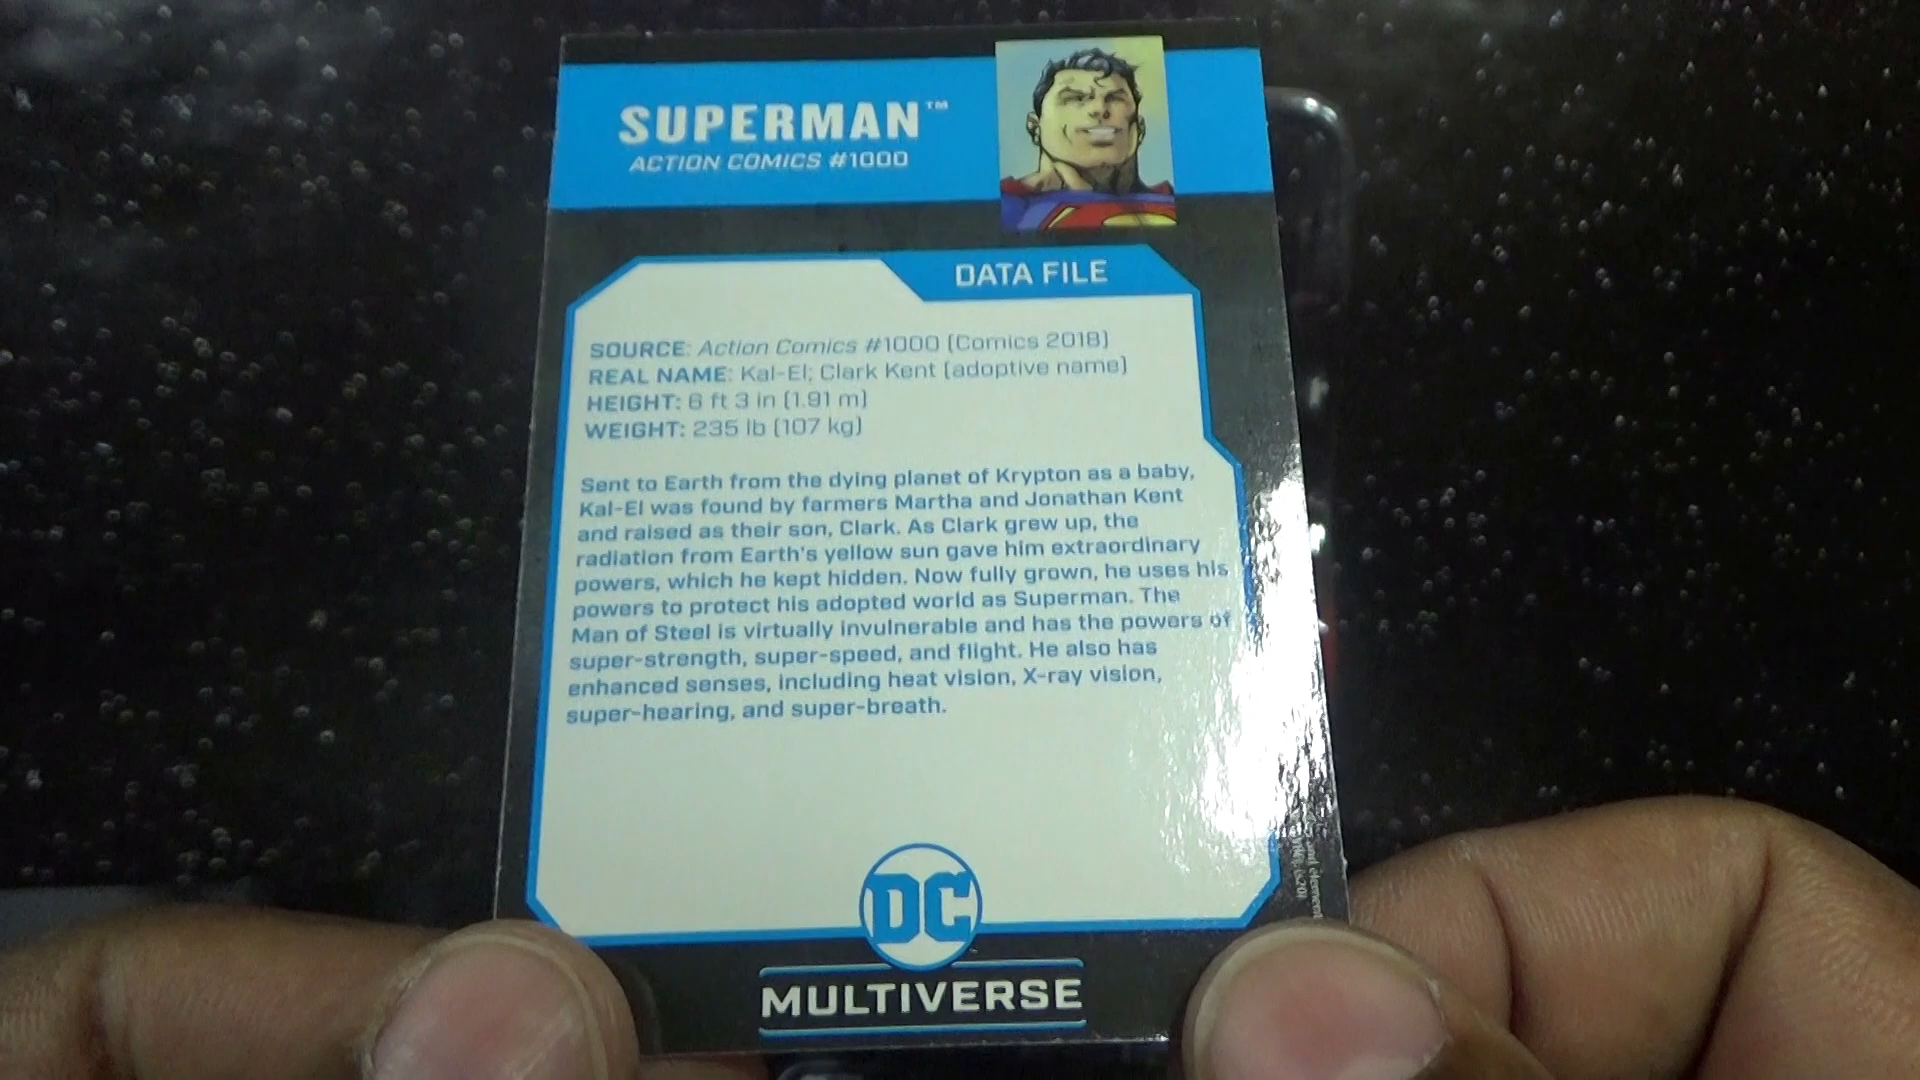 SUPERMAN™
ACTION COMICS #1000
DATA FILE
SOURCE: Action Comics #1000 (Comics 2018)
REAL NAME: Kal-El; Clark Kent (adoptive name)
HEIGHT: 6 ft 3 in (1.91 m)
WEIGHT: 235 lb (107 kg)
Sent to Earth from the dying planet of Krypton as a baby,
Kal-El was found by farmers Martha and Jonathan Kent
and raised as their son, Clark. As Clark grew up, the
radiation from Earth's yellow sun gave him extraordinary
powers, which he kept hidden. Now fully grown, he uses his
powers to protect his adopted world as Superman. The
Man of Steel is virtually invulnerable and has the powers of
super-strength, super-speed, and flight. He also has
enhanced senses, including heat vision, X-ray vision,
super-hearing, and super-breath.
DC
MULTIVERSE